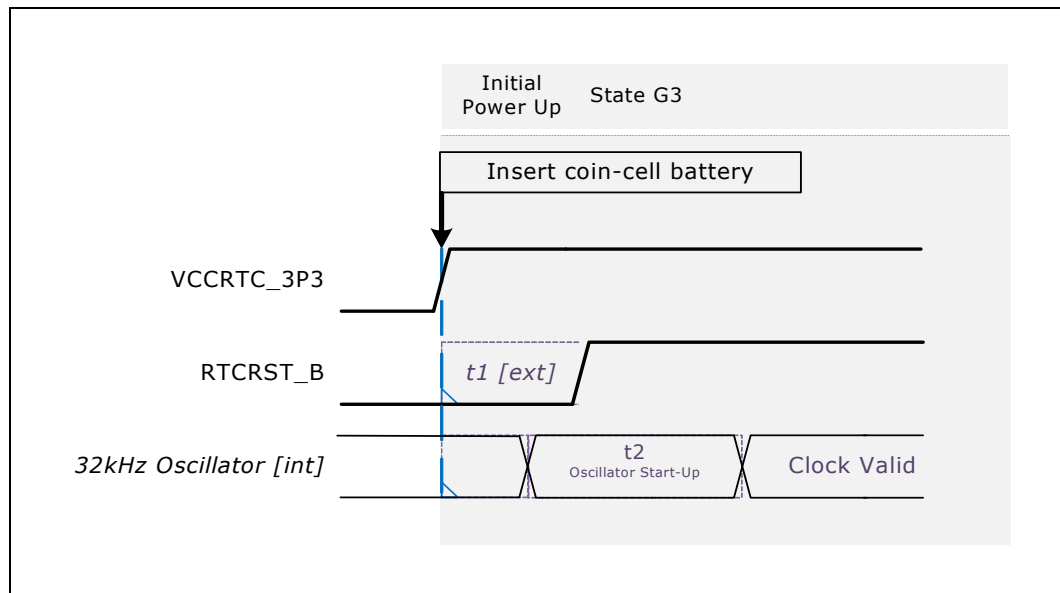 Initial
Power Up
State G3
Insert coin-cell battery
VCCRTC_3P3
RTCRST_B
t1 [ext]
32kHz Oscillator [int]
t2
Oscillator Start-Up
Clock Valid